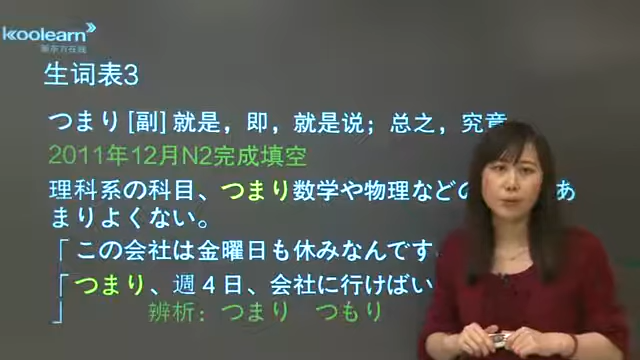 koolearn
新东方在线
生词表3
つまり[副]就是，即，就是说；总之，究竟
2011年12月N2完成填空
理科系の科目、つまり数学や物理などの あ
まりよくない。
「この会社は金曜日も休みなんです
「つまり、週4日、会社に行けばい
」 辨析：つまり つもり